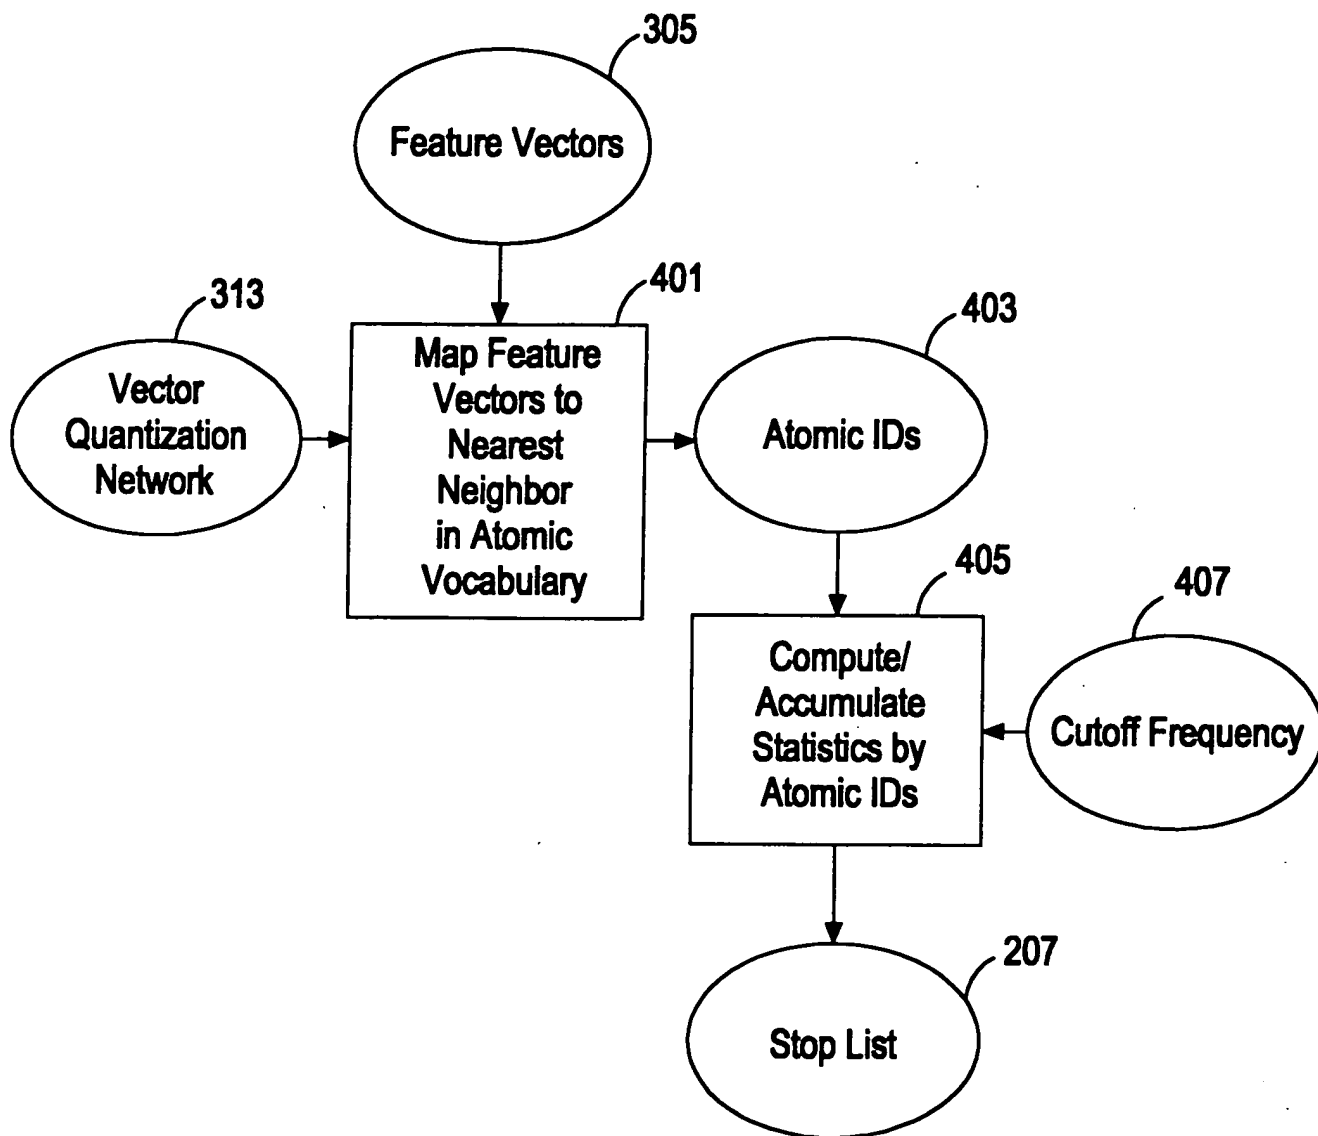 305
Feature Vectors
313
Vector
Quantization
Network
401
Map Feature
Vectors to
Nearest
Neighbor
in Atomic
Vocabulary
403
Atomic IDs
405
Compute/
Accumulate
Statistics by
Atomic IDs
407
Cutoff Frequency
207
Stop List